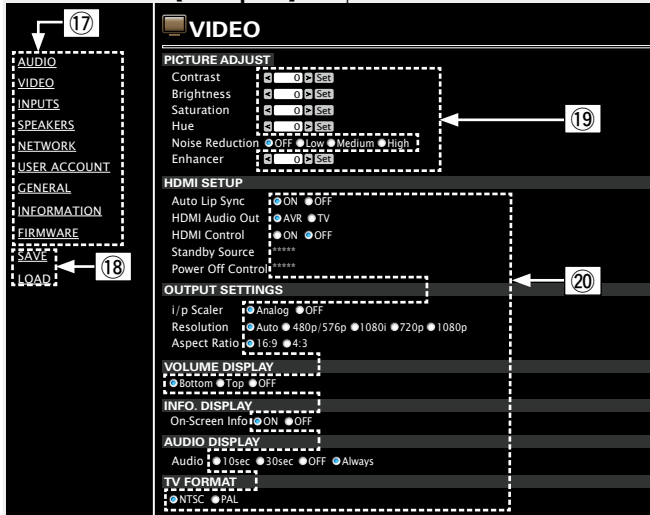 ⑰
VIDEO
AUDIO
VIDEO
INPUTS
SPEAKERS
NETWORK
USER ACCOUNT
GENERAL
INFORMATION
FIRMWARE
SAVE
LOAD
⑱
PICTURE ADJUST
Contrast < 0 > Set
Brightness < 0 > Set
Saturation < 0 > Set
Hue < 0 > Set
Noise Reduction OFF Low Medium High
Enhancer < 0 > Set
⑲
HDMI SETUP
Auto Lip Sync ON OFF
HDMI Audio Out AVR TV
HDMI Control ON OFF
Standby Source *****
Power Off Control *****
⑳
OUTPUT SETTINGS
i/p Scaler Analog OFF
Resolution Auto 480p/576p 1080i 720p 1080p
Aspect Ratio 16:9 4:3
VOLUME DISPLAY
Bottom Top OFF
INFO. DISPLAY
On-Screen Info ON OFF
AUDIO DISPLAY
Audio 10sec 30sec OFF Always
TV FORMAT
NTSC PAL